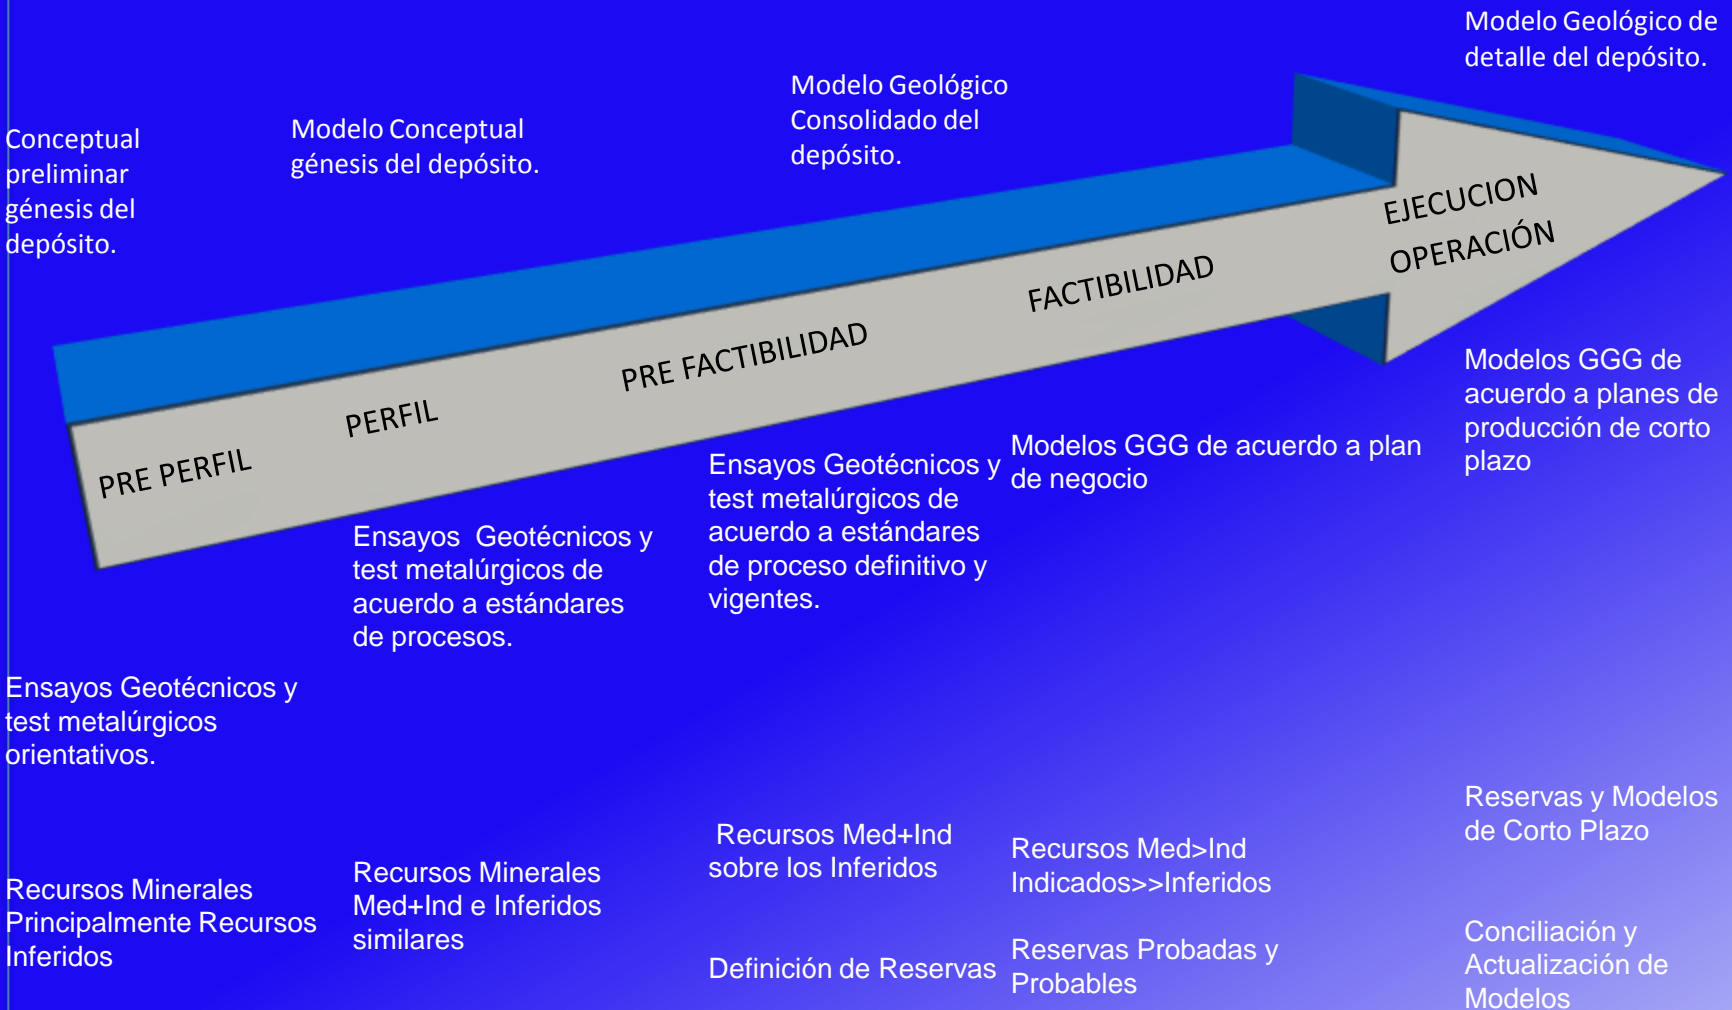 Modelo Geológico de
detalle del depósito.
Modelo Geológico
Consolidado del
depósito.
Modelo Conceptual
génesis del depósito.
Conceptual
preliminar
génesis del
depósito.
PRE PERFIL
PERFIL
PRE FACTIBILIDAD
FACTIBILIDAD
EJECUCION
OPERACIÓN
Ensayos Geotécnicos y
test metalúrgicos
orientativos.
Ensayos  Geotécnicos y
test metalúrgicos de
acuerdo a estándares
de procesos.
Ensayos Geotécnicos y
test metalúrgicos de
acuerdo a estándares
de proceso definitivo y
vigentes.
Modelos GGG de acuerdo a plan
de negocio
Modelos GGG de
acuerdo a planes de
producción de corto
plazo
Recursos Minerales
Principalmente Recursos
Inferidos
Recursos Minerales
Med+Ind e Inferidos
similares
Recursos Med+Ind
sobre los Inferidos
Definición de Reservas
Recursos Med>Ind
Indicados>>Inferidos
Reservas Probadas y
Probables
Reservas y Modelos
de Corto Plazo
Conciliación y
Actualización de
Modelos